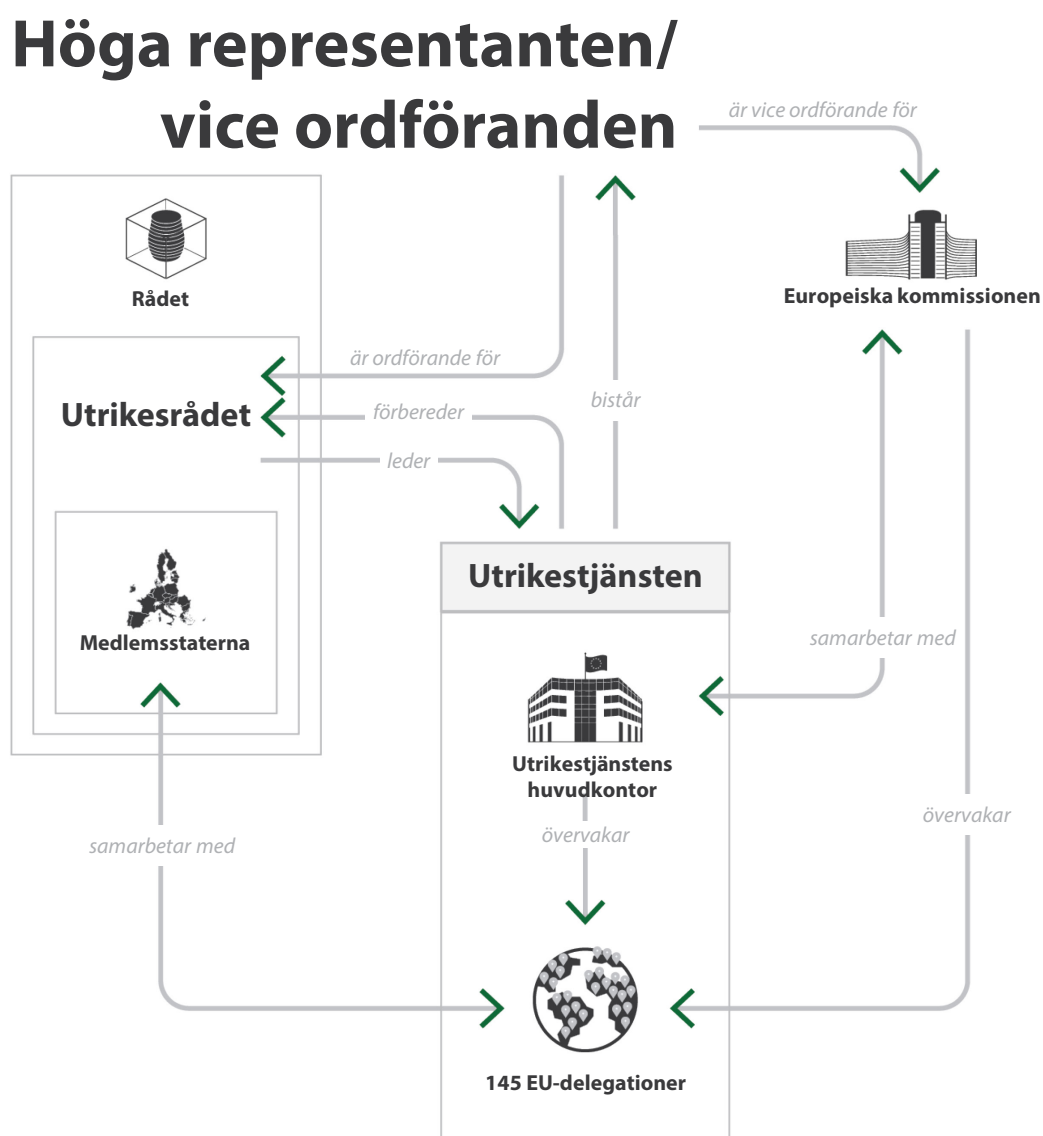 Höga representanten/
vice ordföranden
är vice ordförande för
Rådet
Europeiska kommissionen
är ordförande för
Utrikesrådet
förbereder
bistår
leder
Utrikestjänsten
Medlemsstaterna
samarbetar med
Utrikestjänstens
huvudkontor
övervakar
övervakar
samarbetar med
145 EU-delegationer